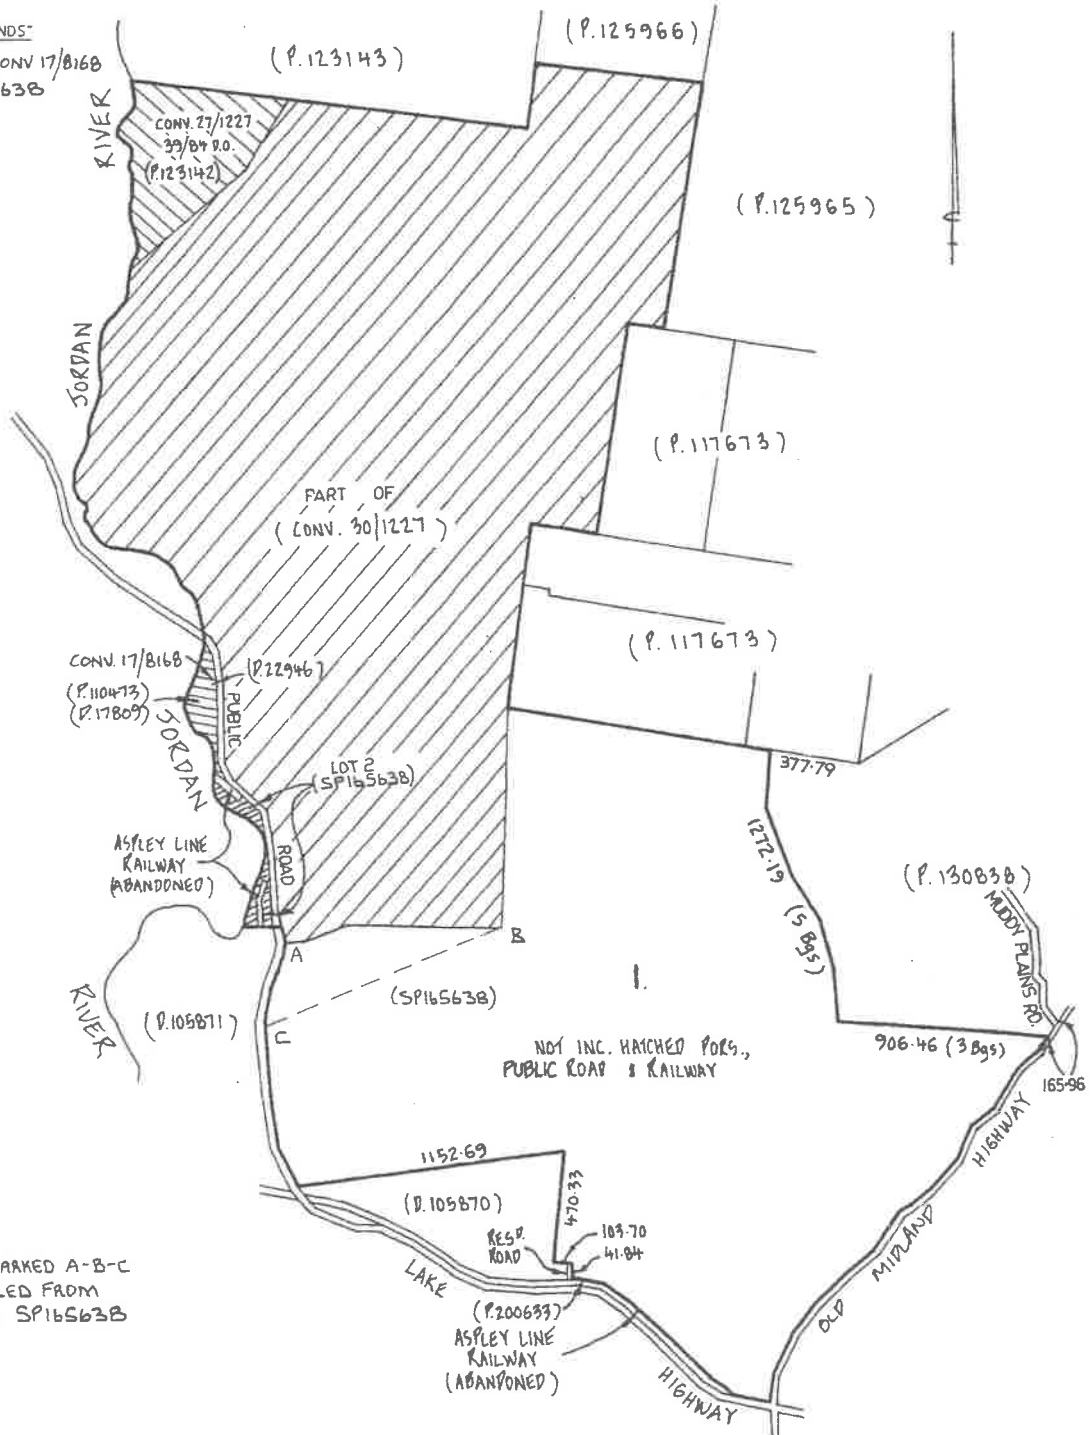 NDS"
ONV 17/8168
638
(P.123143)
(P.125966)
RIVER
CONV. 27/1227
39/84 D.O.
(P.123142)
(P.125965)
JORDAN
(P.117673)
PART OF
(CONV. 30/1227)
(P.117673)
CONV. 17/8168
(D.22946)
(P.110473)
(D.17809)
PUBLIC
JORDAN
LOT 2
(SP165638)
377.79
ASPLEY LINE
RAILWAY
(ABANDONED)
ROAD
1272.19 (5 Bgs)
(P.130838)
MUDDY PLAINS RD.
A
B
1.
(SP165638)
RIVER
(D.105871)
C
NOT INC. HATCHED PORS.,
PUBLIC ROAD & RAILWAY
906.46 (3 Bgs)
165.96
1152.69
(D.105870)
470.33
RESD.
ROAD
103.70
41.84
ARKED A-B-C
LED FROM
SP165638
LAKE
(P.200633)
ASPLEY LINE
RAILWAY
(ABANDONED)
HIGHWAY
OLD MIDLAND HIGHWAY